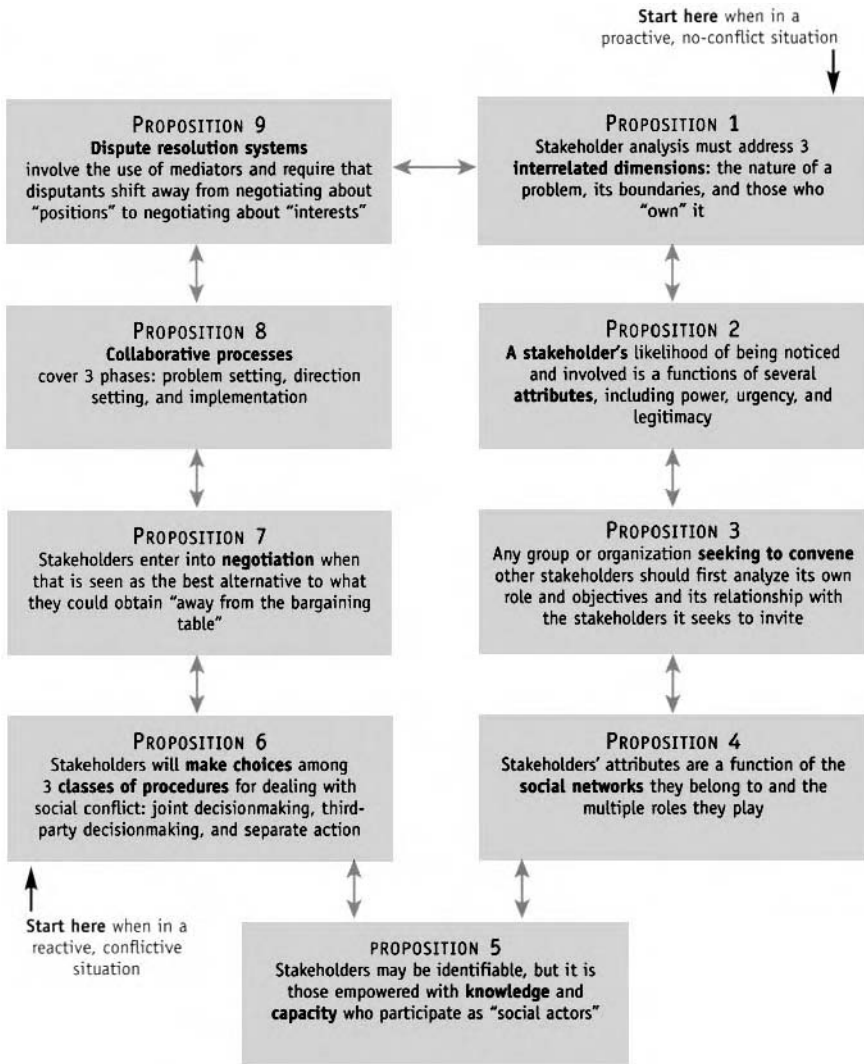 Start here when in a
proactive, no-conflict situation
PROPOSITION 9
Dispute resolution systems
involve the use of mediators and require that
disputants shift away from negotiating about
“positions” to negotiating about “interests”
PROPOSITION 1
Stakeholder analysis must address 3
interrelated dimensions: the nature of a
problem, its boundaries, and those who
“own” it
PROPOSITION 8
Collaborative processes
cover 3 phases: problem setting, direction
setting, and implementation
PROPOSITION 2
A stakeholder's likelihood of being noticed
and involved is a functions of several
attributes, including power, urgency, and
legitimacy
PROPOSITION 7
Stakeholders enter into negotiation when
that is seen as the best alternative to what
they could obtain “away from the bargaining
table”
PROPOSITION 3
Any group or organization seeking to convene
other stakeholders should first analyze its own
role and objectives and its relationship with
the stakeholders it seeks to invite
PROPOSITION 6
Stakeholders will make choices among
3 classes of procedures for dealing with
social conflict: joint decisionmaking, third-
party decisionmaking, and separate action
PROPOSITION 4
Stakeholders' attributes are a function of the
social networks they belong to and the
multiple roles they play
Start here when in a
reactive, conflictive
situation
PROPOSITION 5
Stakeholders may be identifiable, but it is
those empowered with knowledge and
capacity who participate as “social actors”